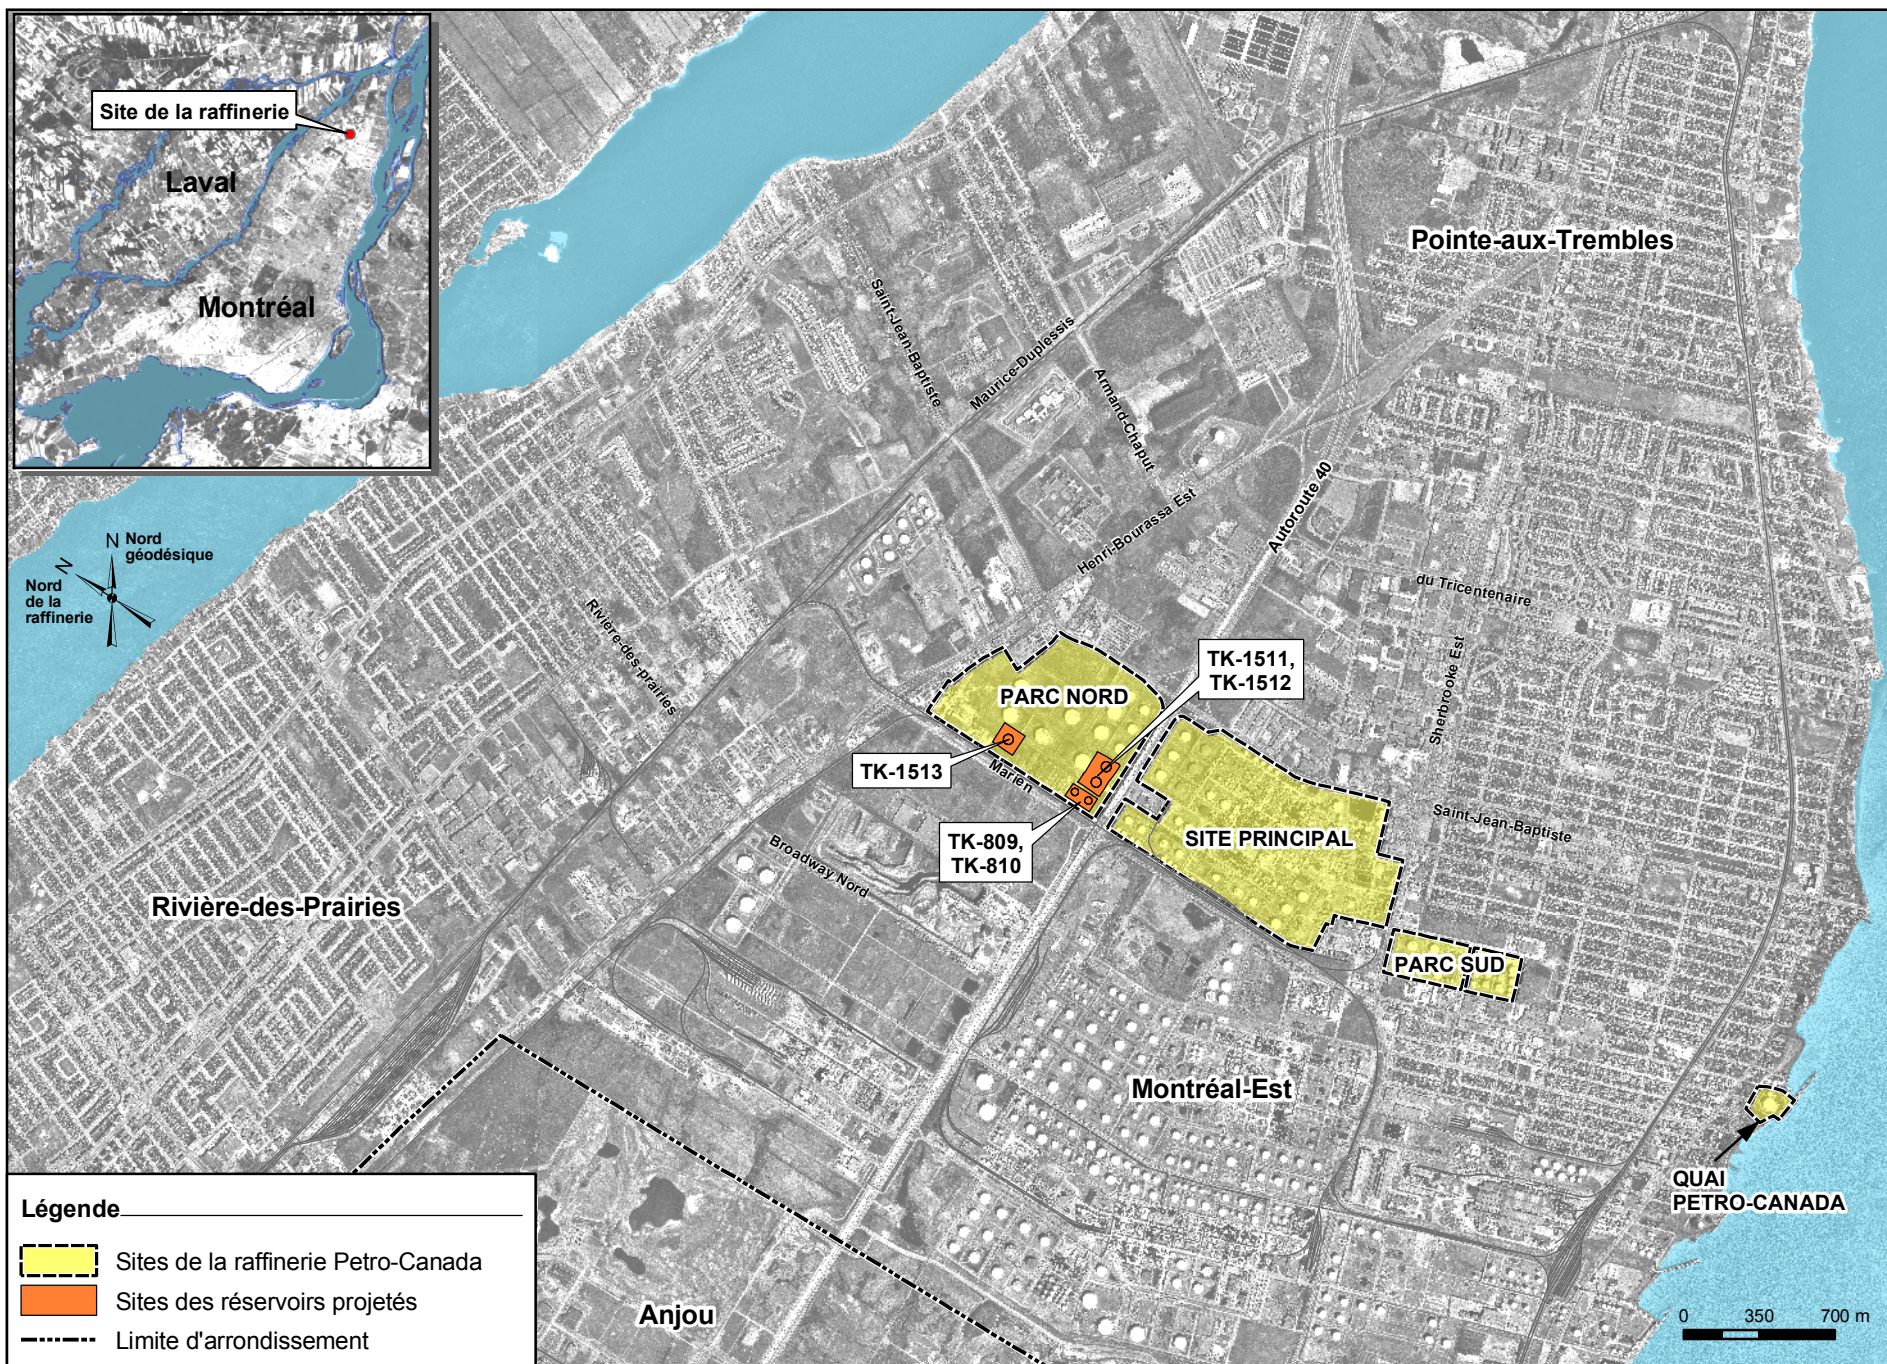 Site de la raffinerie
Laval
Montréal
Pointe-aux-Trembles
Saint-Jean-Baptiste
Maurice-Duplessis
Armand-Chaput
Henri-Bourassa Est
Autoroute 40
N
Nord
géodésique
N
Nord
de la
raffinerie
Rivière-des-prairies
du Tricentenaire
Sherbrooke Est
TK-1511,
TK-1512
PARC NORD
TK-1513
Marien
TK-809,
TK-810
SITE PRINCIPAL
Saint-Jean-Baptiste
Broadway Nord
Rivière-des-Prairies
PARC SUD
Montréal-Est
QUAI
PETRO-CANADA
Anjou
Légende
Sites de la raffinerie Petro-Canada
Sites des réservoirs projetés
Limite d'arrondissement
0 350 700 m